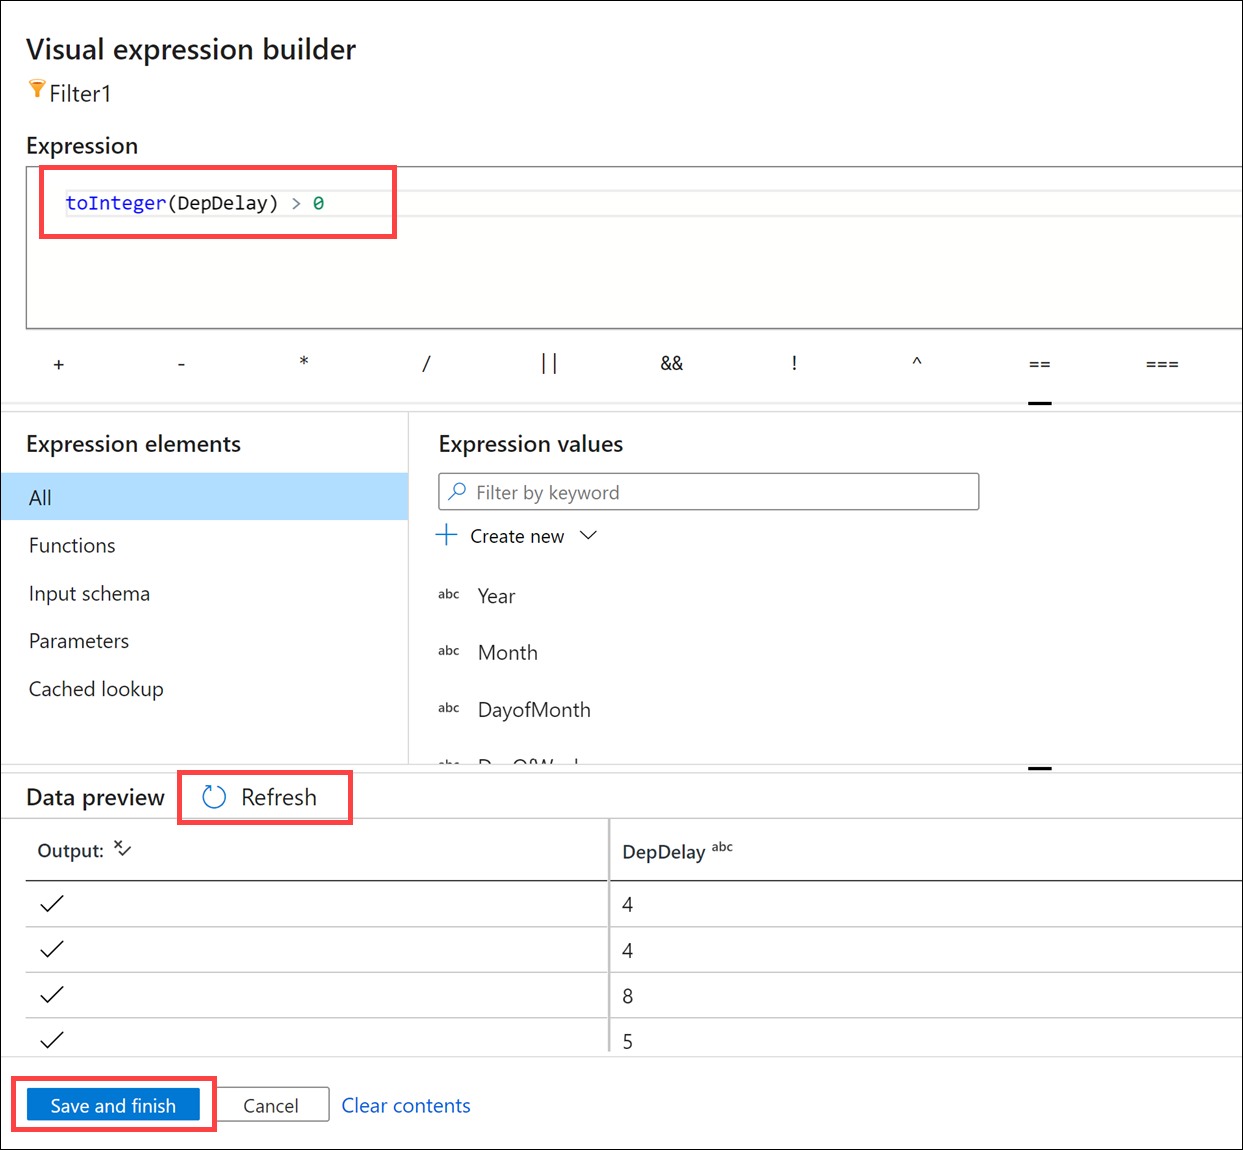 Visual expression builder
Filter1
Expression
toInteger(DepDelay) > 0
+ - * / || && ! ^ == ===
Expression elements
All
Functions
Input schema
Parameters
Cached lookup
Expression values
Filter by keyword
Create new
abc Year
abc Month
abc DayofMonth
abc DayOfWeek
Data preview Refresh
Output: DepDelay abc
4
4
8
5
Save and finish Cancel Clear contents